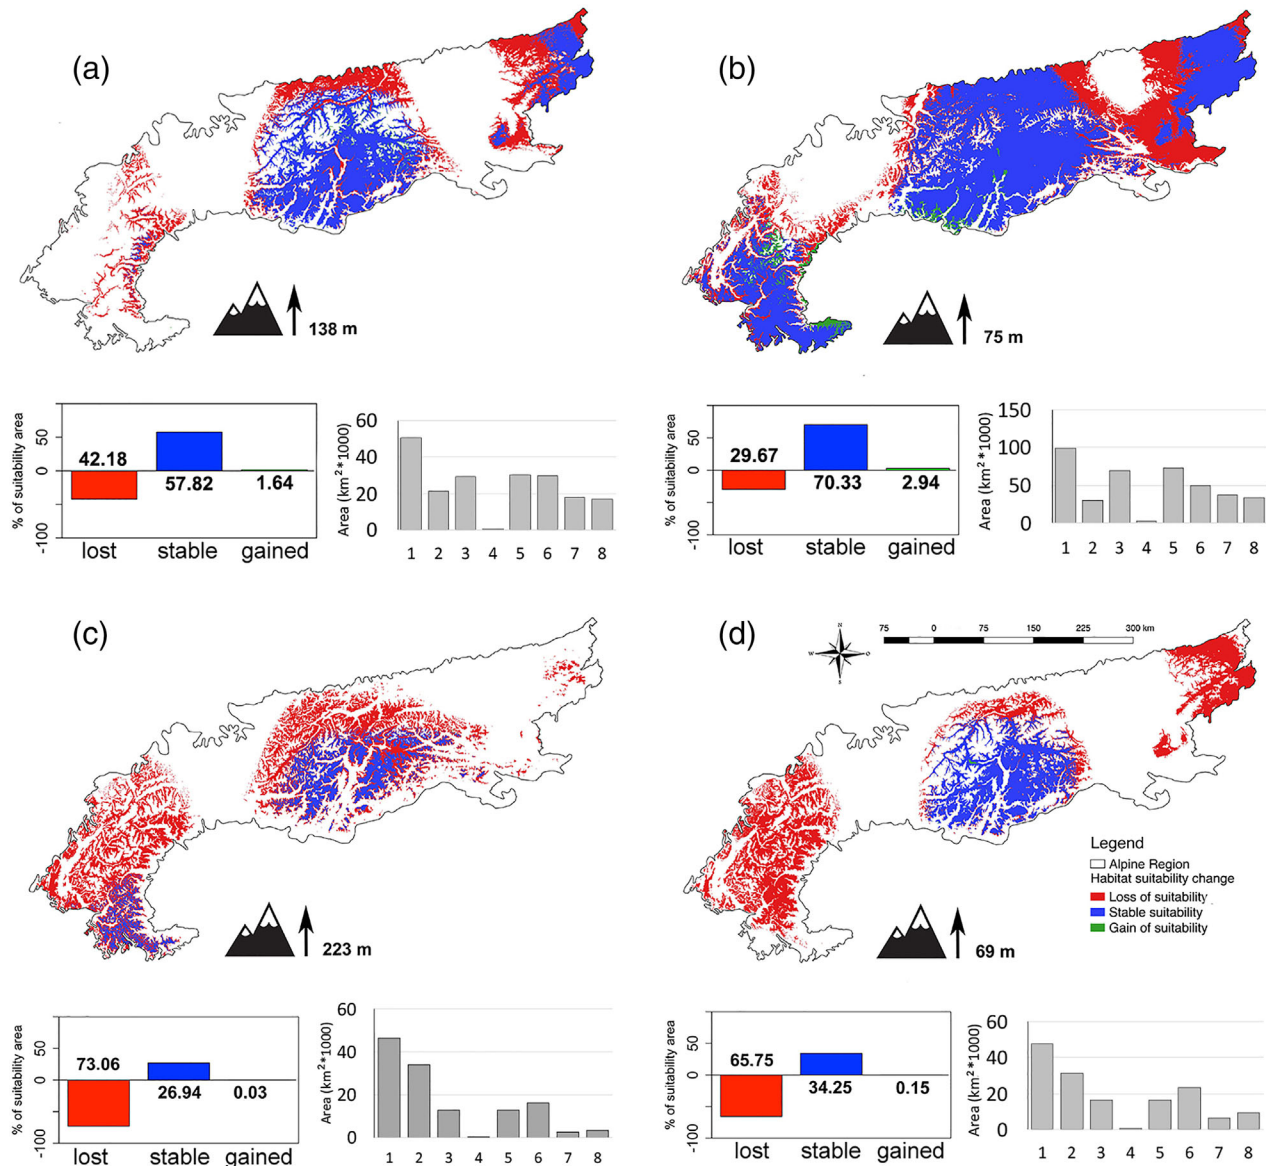 (a)
138 m
% of suitability area
50
0
-100
42.18
57.82
1.64
lost stable gained
Area (km²*1000)
60
40
20
0
1 2 3 4 5 6 7 8
(b)
75 m
% of suitability area
50
0
-100
29.67
70.33
2.94
lost stable gained
Area (km²*1000)
150
100
50
0
1 2 3 4 5 6 7 8
(c)
223 m
% of suitability area
50
0
-100
73.06
26.94
0.03
lost stable gained
Area (km²*1000)
60
40
20
0
1 2 3 4 5 6 7 8
(d)
N
W
S
75 0 75 150 225 300 km
69 m
Legend
Alpine Region
Habitat suitability change
Loss of suitability
Stable suitability
Gain of suitability
% of suitability area
50
0
-100
65.75
34.25
0.15
lost stable gained
Area (km²*1000)
60
40
20
0
1 2 3 4 5 6 7 8